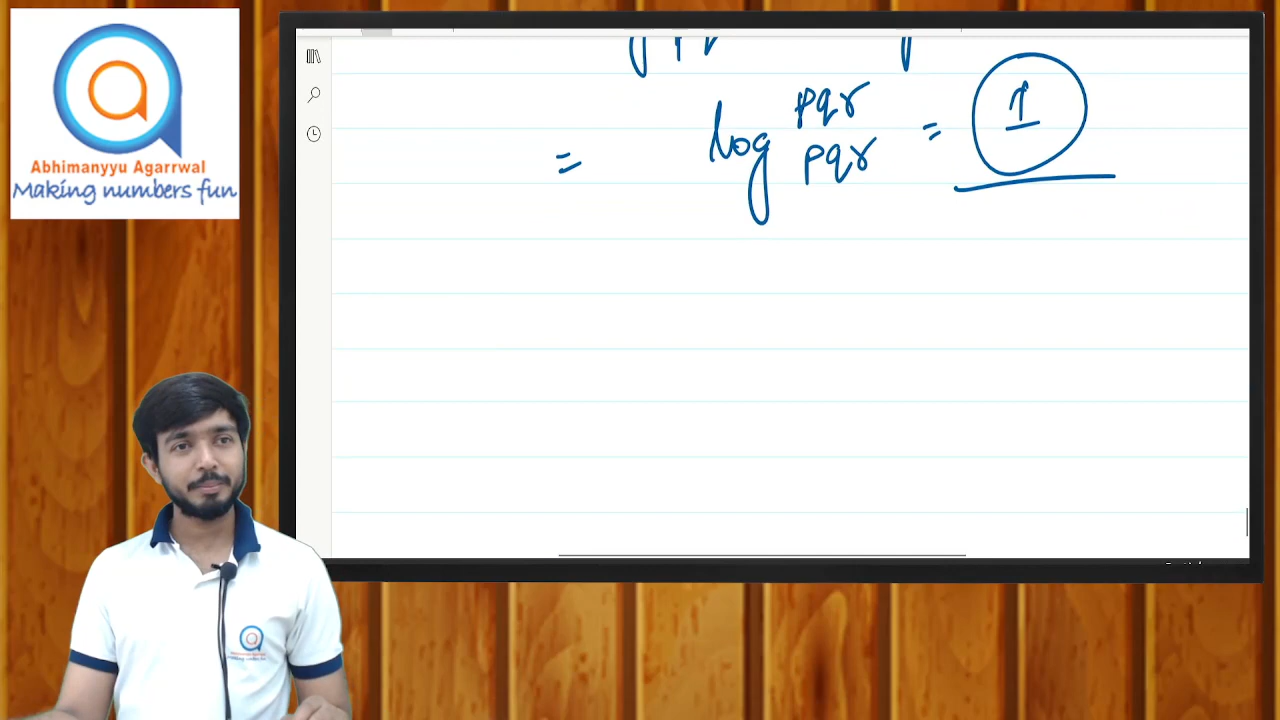 Abhimanyyu Agarrwal
Making numbers fun
= log pqr pqr = 1